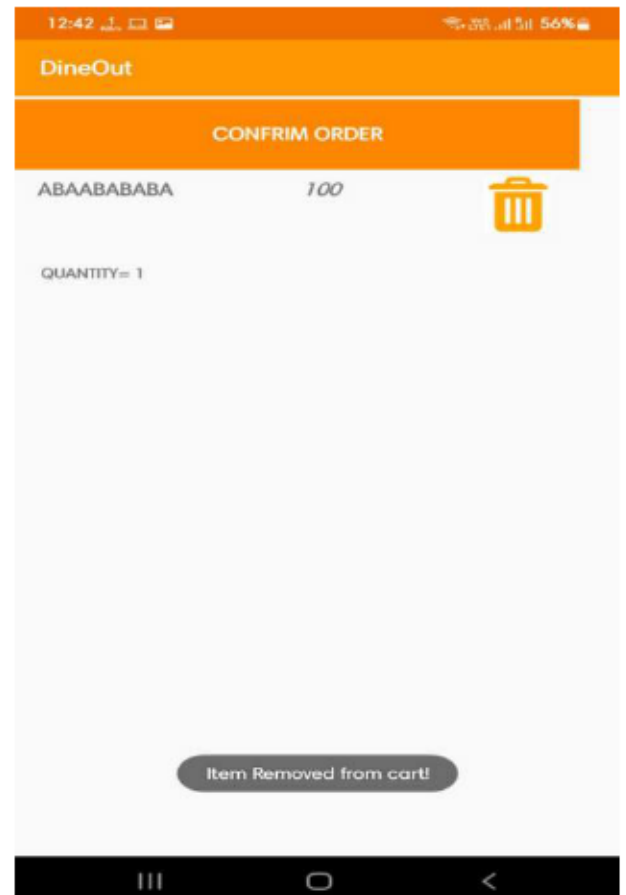 12:42 56%
DineOut
CONFRIM ORDER
ABAABABABA 100
QUANTITY= 1
Item Removed from cart!